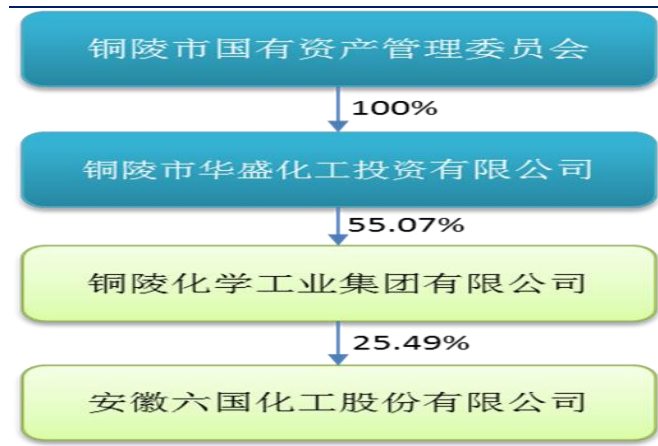 铜陵市国有资产管理委员会
100%
铜陵市华盛化工投资有限公司
55.07%
铜陵化学工业集团有限公司
25.49%
安徽六国化工股份有限公司